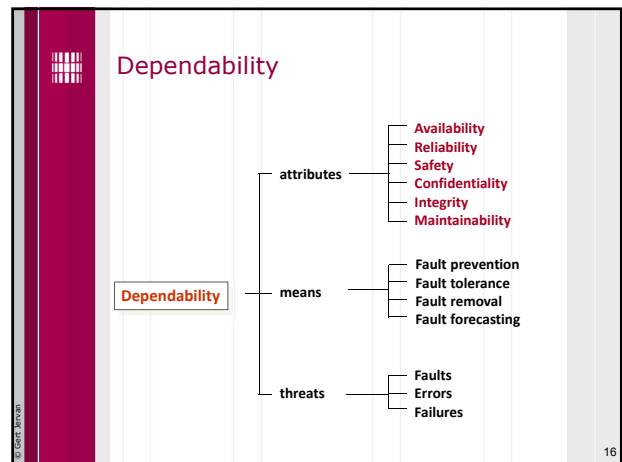 Dependability
Availability
Reliability
Safety
Confidentiality
Integrity
Maintainability
attributes
Dependability
means
Fault prevention
Fault tolerance
Fault removal
Fault forecasting
threats
Faults
Errors
Failures
© Gert Jervan
16